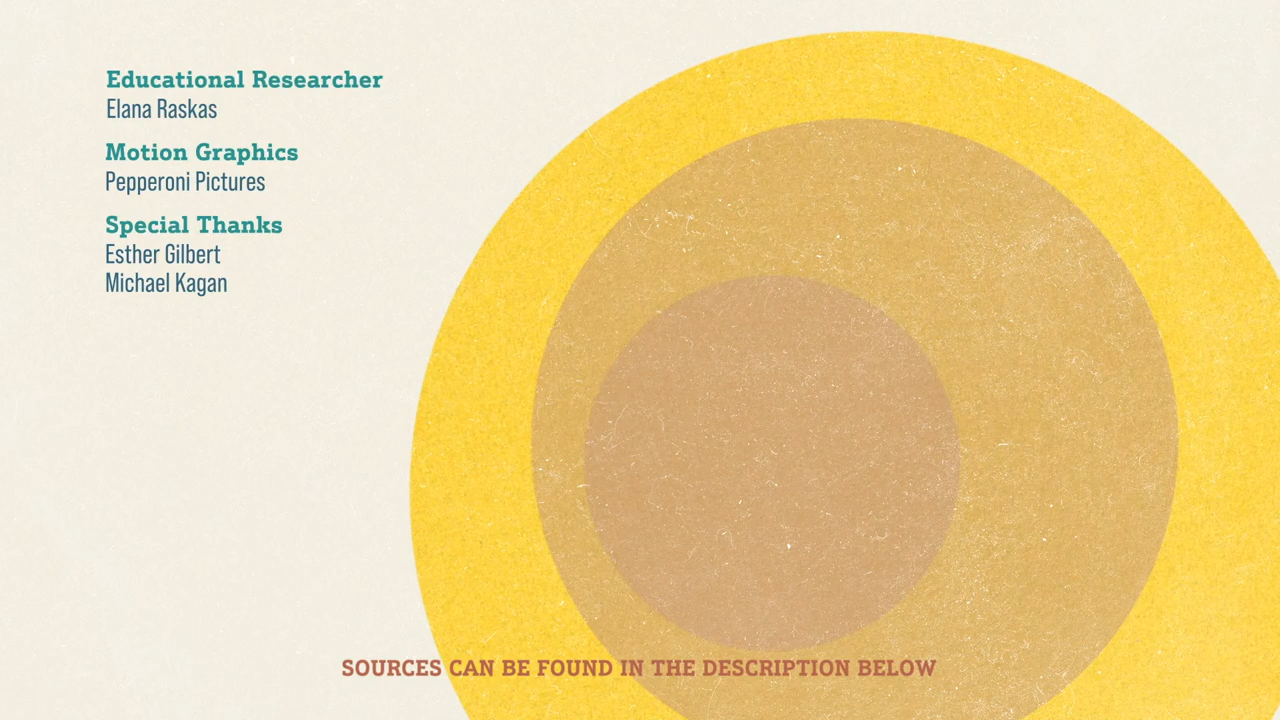 Educational Researcher
Elana Raskas
Motion Graphics
Pepperoni Pictures
Special Thanks
Esther Gilbert
Michael Kagan
SOURCES CAN BE FOUND IN THE DESCRIPTION BELOW